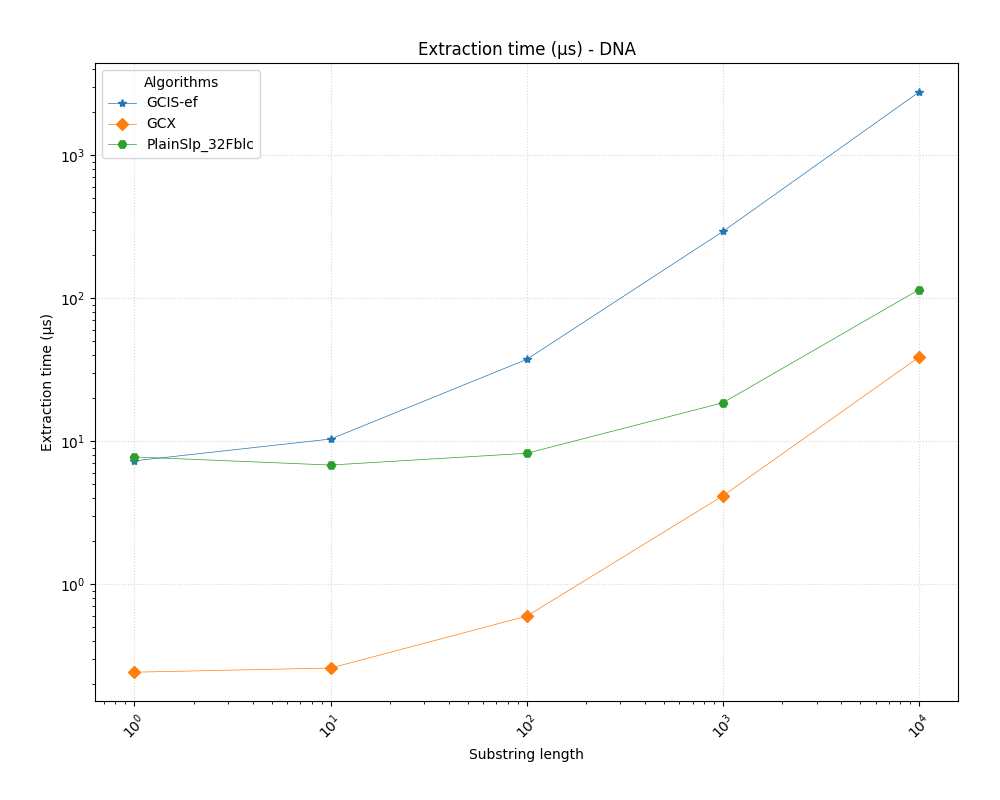 Extraction time (µs) - DNA
Algorithms
GCIS-ef
GCX
PlainSlp_32Fblc
Extraction time (µs)
10³
10²
10¹
10⁰
10⁰ 10¹ 10² 10³ 10⁴
Substring length